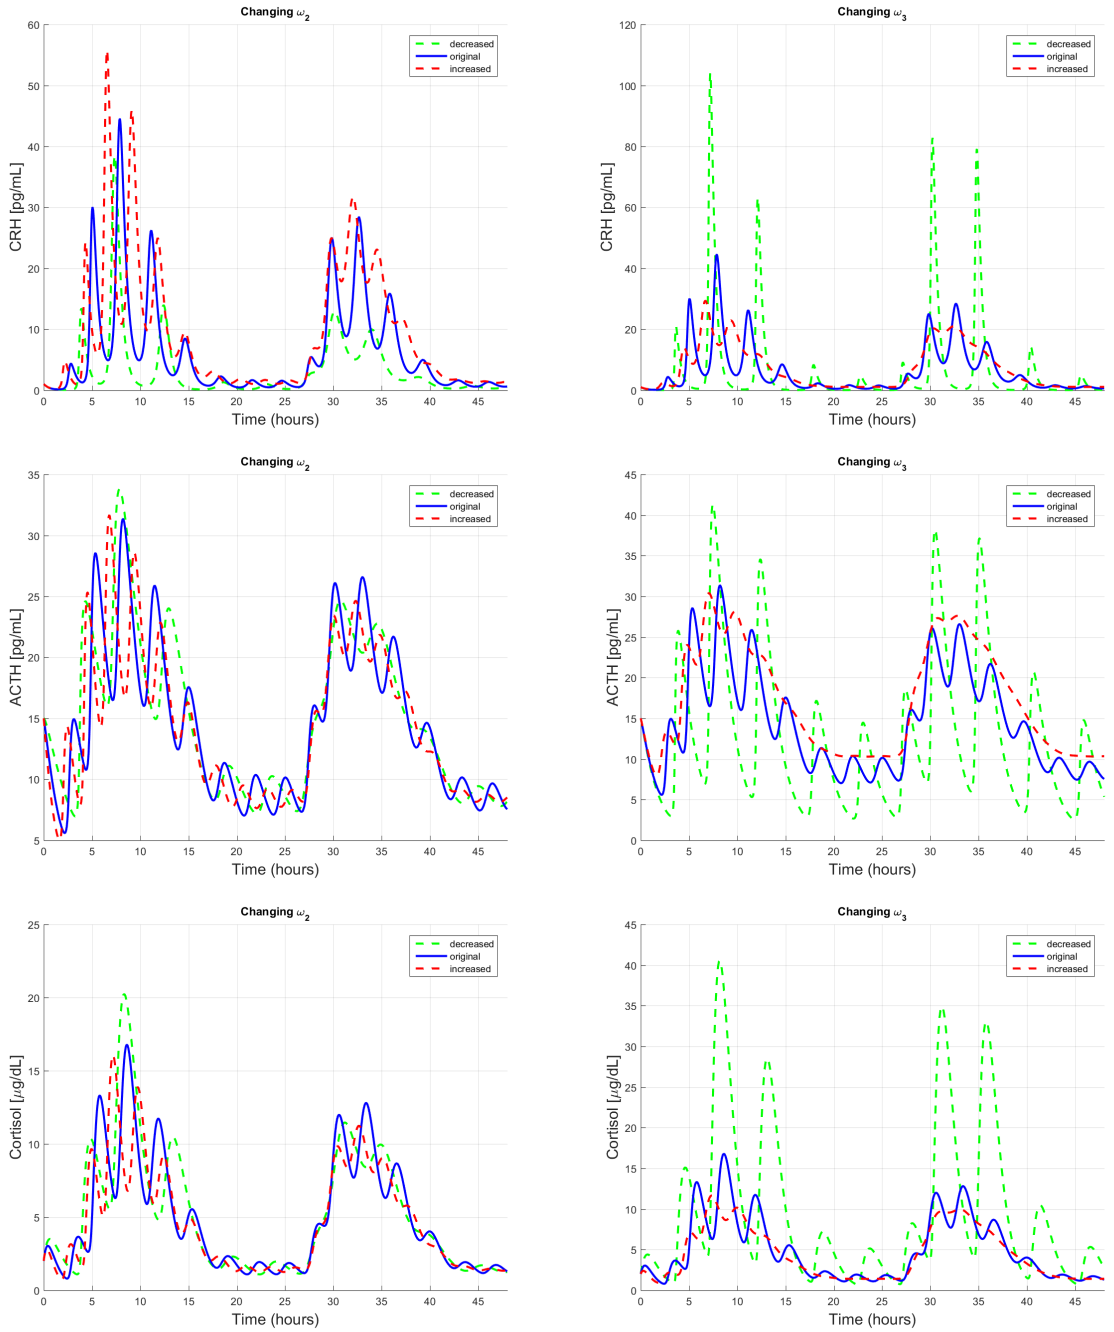 Changing ω2
60
50
40
30
20
10
0
CRH [pg/mL]
decreased
original
increased
0 5 10 15 20 25 30 35 40 45
Time (hours)
Changing ω3
120
100
80
60
40
20
0
CRH [pg/mL]
decreased
original
increased
0 5 10 15 20 25 30 35 40 45
Time (hours)
Changing ω2
35
30
25
20
15
10
5
ACTH [pg/mL]
decreased
original
increased
0 5 10 15 20 25 30 35 40 45
Time (hours)
Changing ω3
45
40
35
30
25
20
15
10
5
0
ACTH [pg/mL]
decreased
original
increased
0 5 10 15 20 25 30 35 40 45
Time (hours)
Changing ω2
25
20
15
10
5
0
Cortisol [μg/dL]
decreased
original
increased
0 5 10 15 20 25 30 35 40 45
Time (hours)
Changing ω3
45
40
35
30
25
20
15
10
5
0
Cortisol [μg/dL]
decreased
original
increased
0 5 10 15 20 25 30 35 40 45
Time (hours)